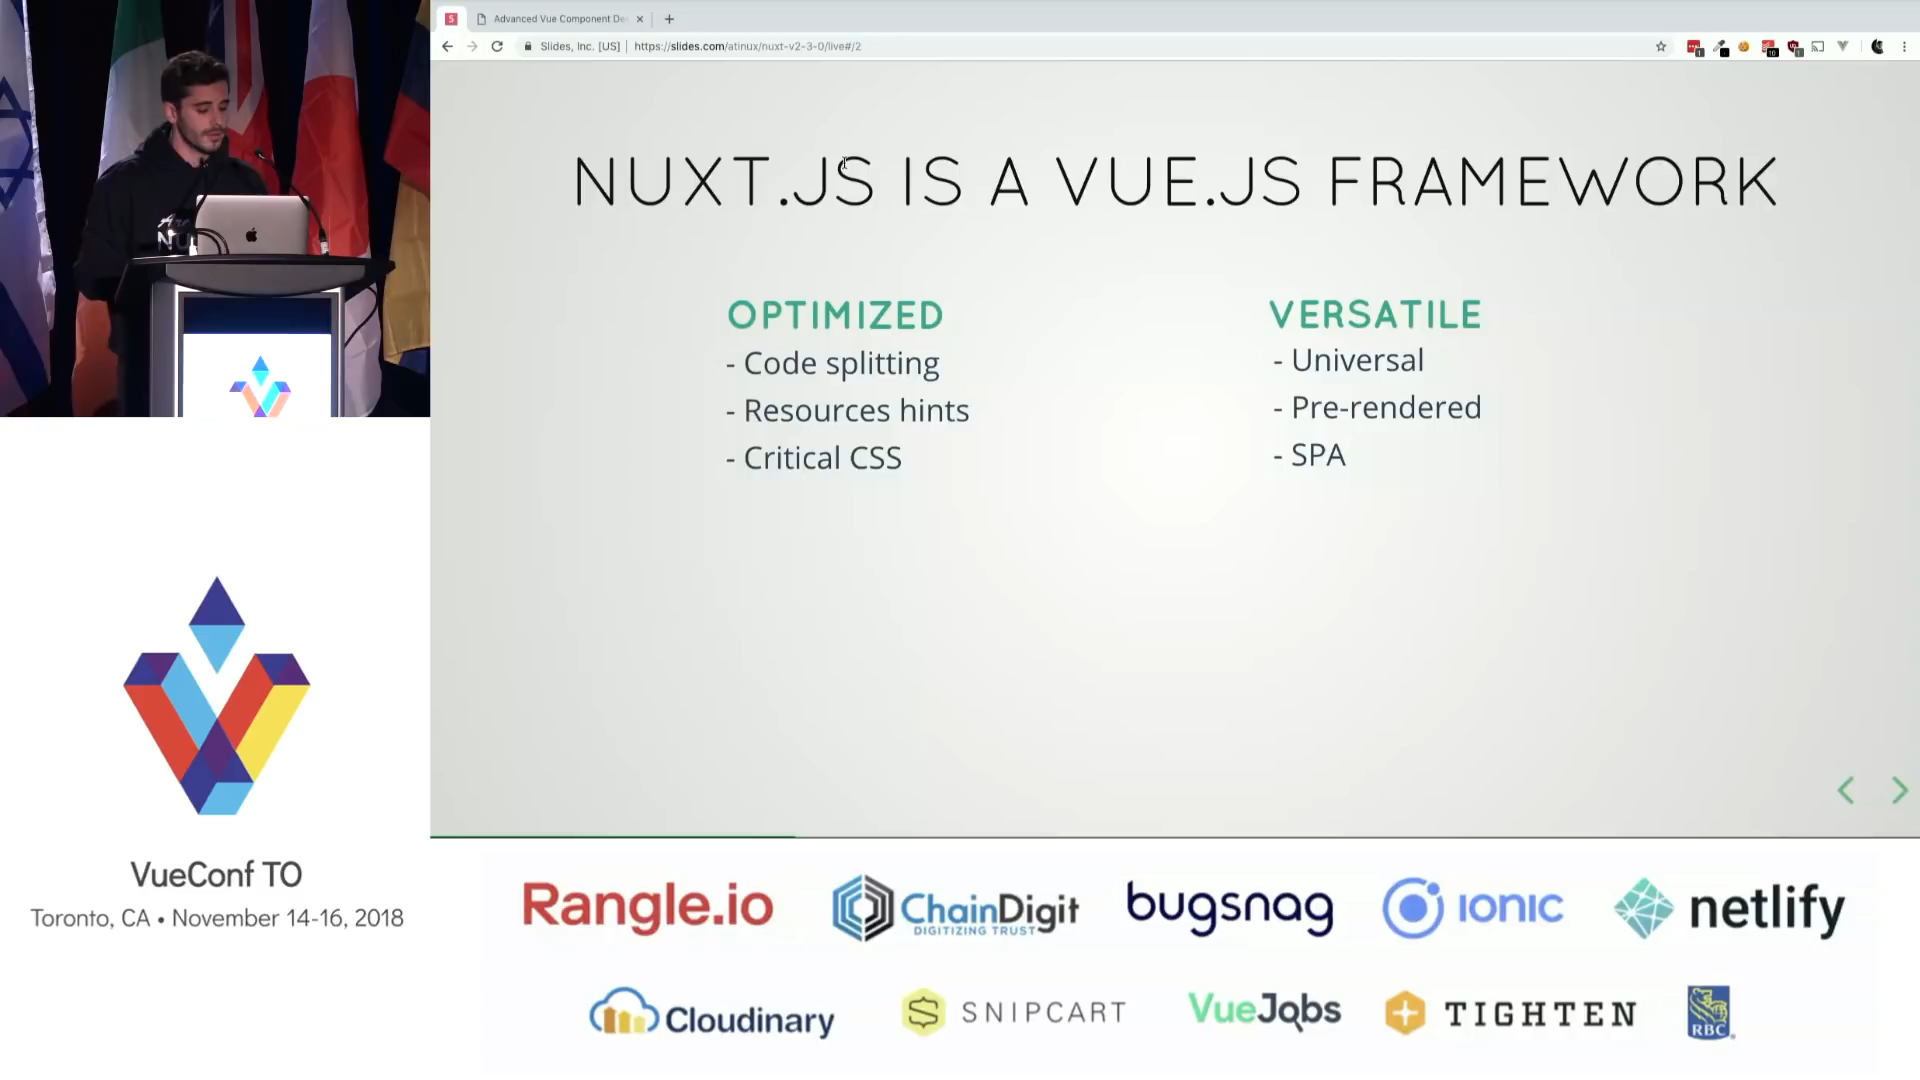 S
Advanced Vue Component De
Slides, Inc. [US] | https://slides.com/atinux/nuxt-v2-3-0/live#/2
NUXT.JS IS A VUE.JS FRAMEWORK
OPTIMIZED
- Code splitting
- Resources hints
- Critical CSS
VERSATILE
- Universal
- Pre-rendered
- SPA
NU
VueConf TO
Toronto, CA • November 14-16, 2018
Rangle.io
ChainDigit
DIGITIZING TRUST
bugsnag
ionic
netlify
Cloudinary
SNIPCART
VueJobs
TIGHTEN
RBC